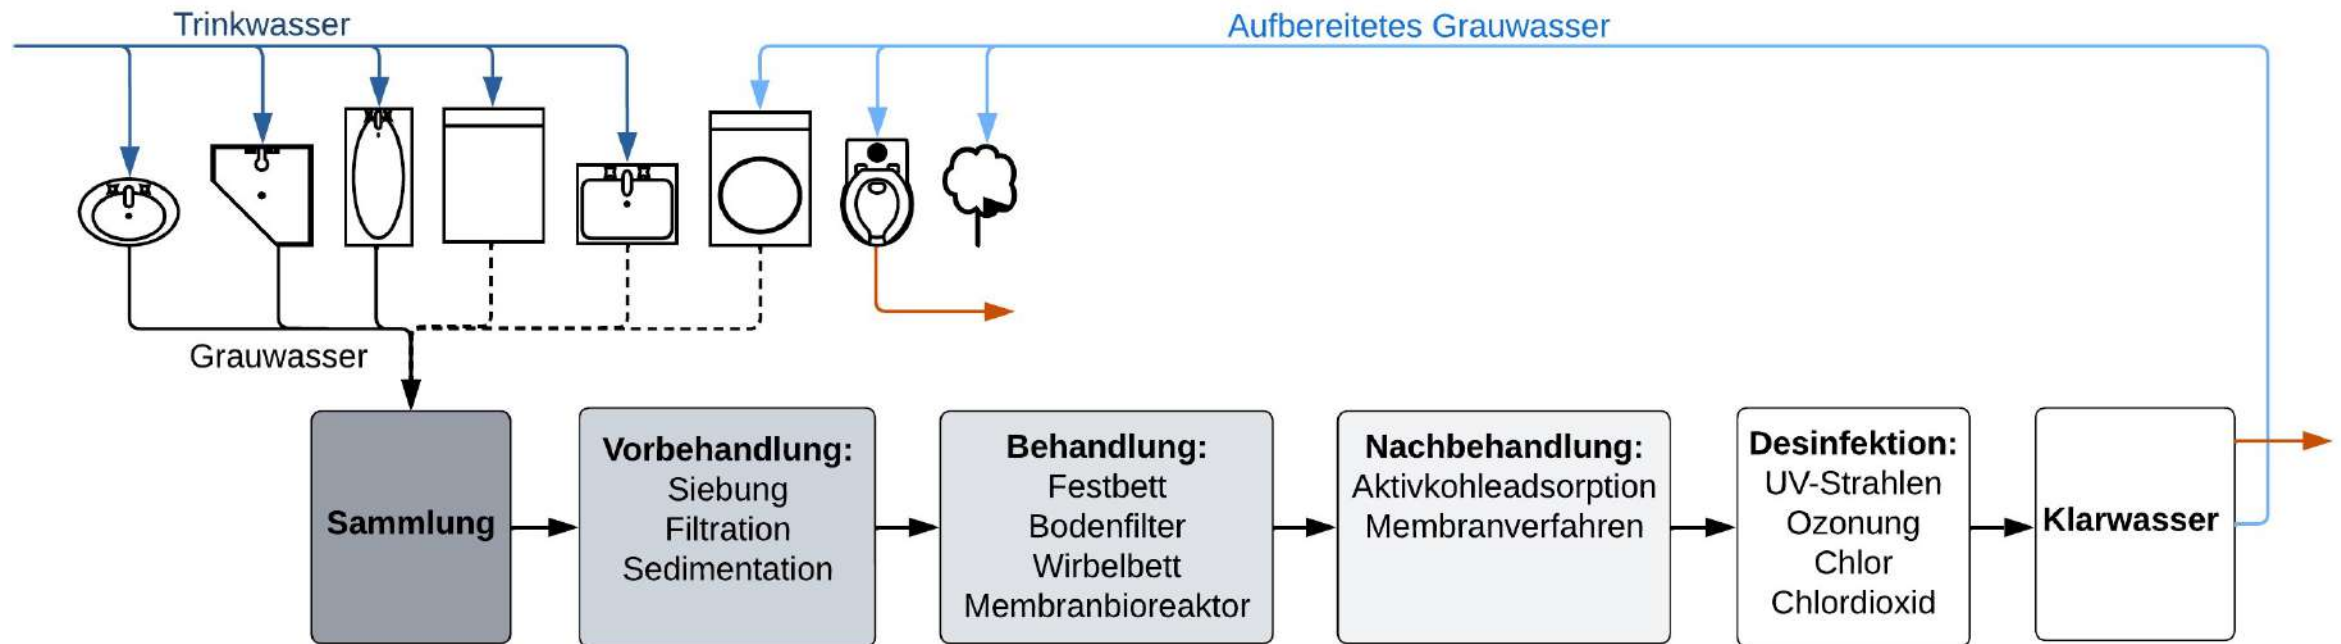 Trinkwasser
Aufbereitetes Grauwasser
Grauwasser
Sammlung
Vorbehandlung:
Siebung
Filtration
Sedimentation
Behandlung:
Festbett
Bodenfilter
Wirbelbett
Membranbioreaktor
Nachbehandlung:
Aktivkohleadsorption
Membranverfahren
Desinfektion:
UV-Strahlen
Ozonung
Chlor
Chlordioxid
Klarwasser